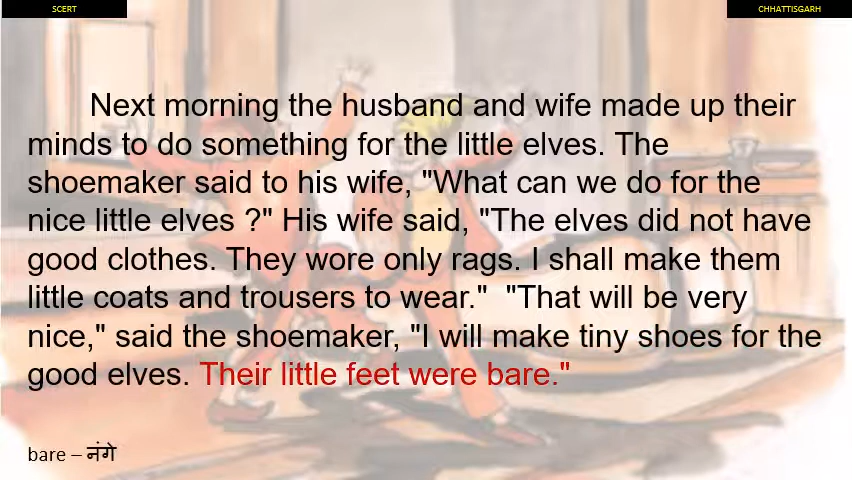 SCERT
CHHATTISGARH
Next morning the husband and wife made up their
minds to do something for the little elves. The
shoemaker said to his wife, "What can we do for the
nice little elves ?" His wife said, "The elves did not have
good clothes. They wore only rags. I shall make them
little coats and trousers to wear."  "That will be very
nice," said the shoemaker, "I will make tiny shoes for the
good elves. Their little feet were bare."
bare – नंगे